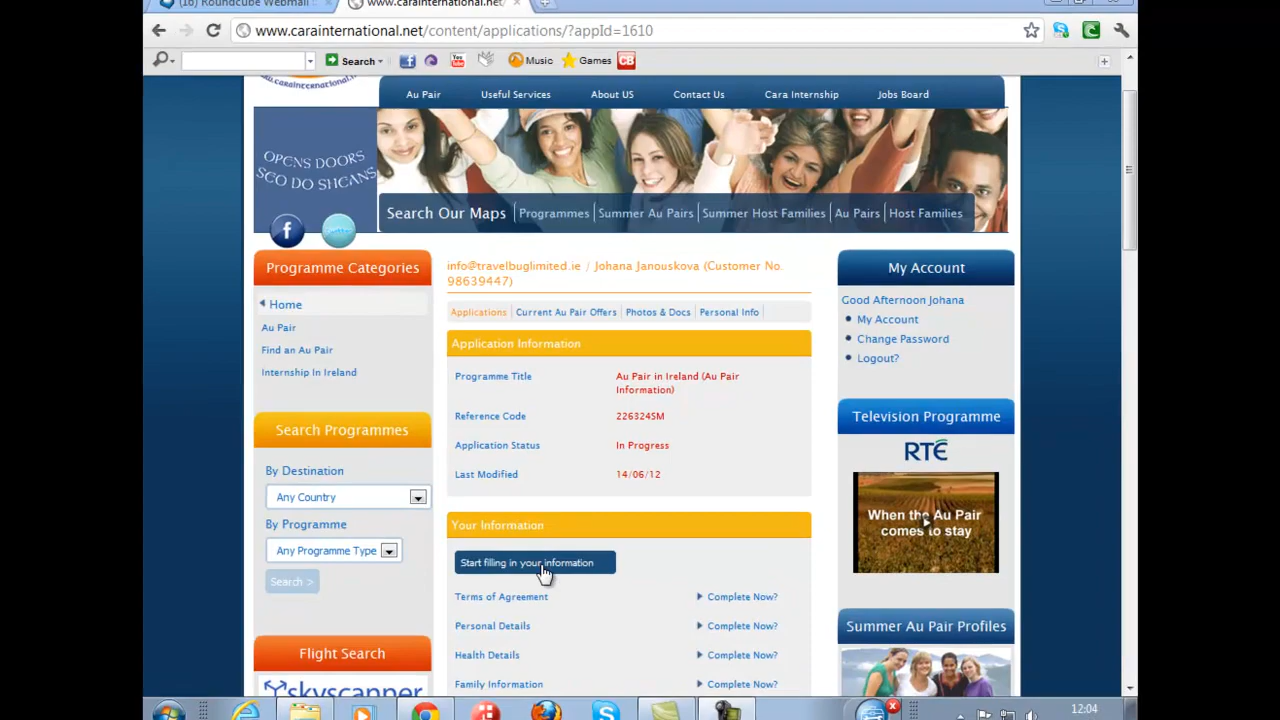 (16) Roundcube Webmail
www.carainternational.net/
www.carainternational.net/content/applications/?appId=1610
Search
Music
Games
CB
www.carainternational.
Au Pair
Useful Services
About US
Contact Us
Cara Internship
Jobs Board
OPENS DOORS
SEO DO SHEANS
Search Our Maps
Programmes
Summer Au Pairs
Summer Host Families
Au Pairs
Host Families
Programme Categories
Home
Au Pair
Find an Au Pair
Internship In Ireland
Search Programmes
By Destination
Any Country
By Programme
Any Programme Type
Search >
Flight Search
skyscanner
info@travelbuglimited.ie / Johana Janouskova (Customer No.
98639447)
Applications
Current Au Pair Offers
Photos & Docs
Personal Info
Application Information
Programme Title
Au Pair in Ireland (Au Pair
Information)
Reference Code
226324SM
Application Status
In Progress
Last Modified
14/06/12
Your Information
Start filling in your information
Terms of Agreement
Complete Now?
Personal Details
Complete Now?
Health Details
Complete Now?
Family Information
Complete Now?
My Account
Good Afternoon Johana
My Account
Change Password
Logout?
Television Programme
RTÉ
When the Au Pair
comes to stay
Summer Au Pair Profiles
12:04